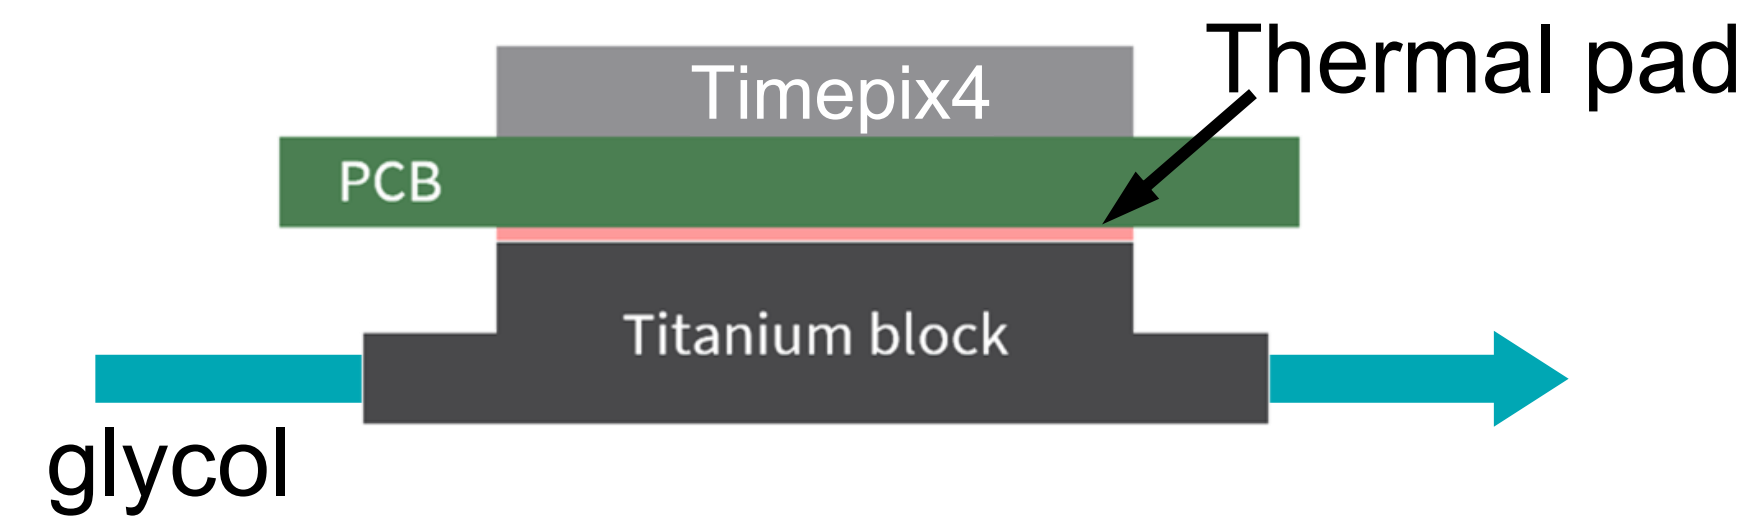 Thermal pad
Timepix4
PCB
Titanium block
glycol